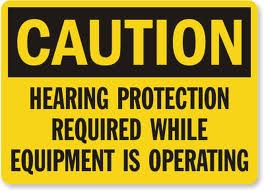 CAUTION
HEARING PROTECTION
REQUIRED WHILE
EQUIPMENT IS OPERATING